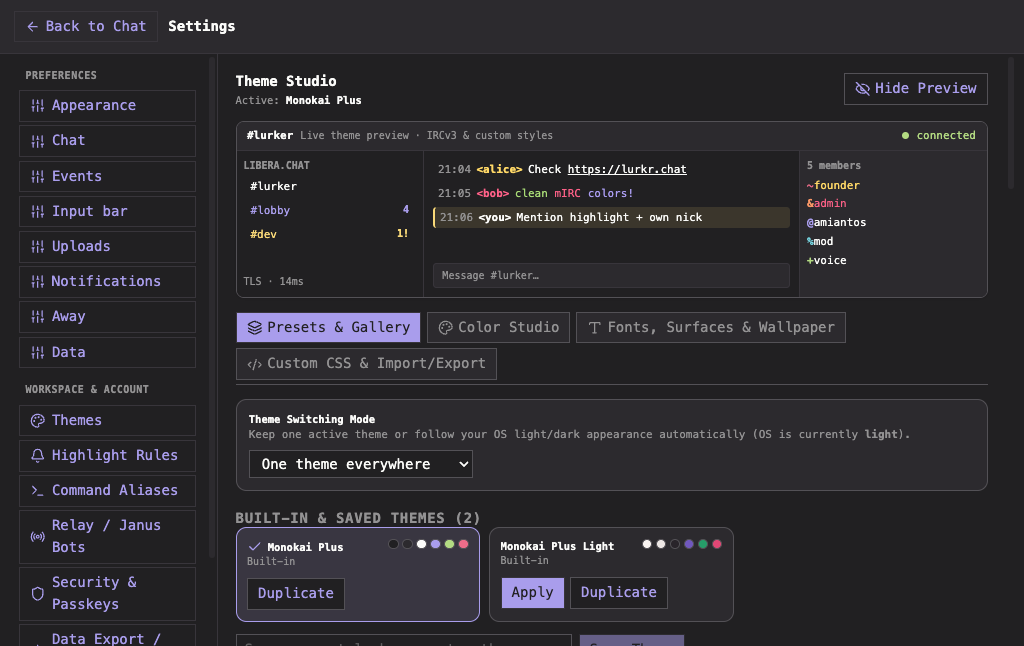 Back to Chat
Settings
PREFERENCES
Appearance
Chat
Events
Input bar
Uploads
Notifications
Away
Data
WORKSPACE & ACCOUNT
Themes
Highlight Rules
Command Aliases
Relay / Janus
Bots
Security &
Passkeys
Data Export /
Theme Studio
Active: Monokai Plus
Hide Preview
#lurker Live theme preview · IRCv3 & custom styles
connected
LIBERA.CHAT
#lurker
#lobby 4
#dev 1!
TLS · 14ms
21:04 <alice> Check https://lurkr.chat
21:05 <bob> clean mIRC colors!
21:06 <you> Mention highlight + own nick
Message #lurker…
5 members
~founder
&admin
@amiantos
%mod
+voice
Presets & Gallery
Color Studio
Fonts, Surfaces & Wallpaper
Custom CSS & Import/Export
Theme Switching Mode
Keep one active theme or follow your OS light/dark appearance automatically (OS is currently light).
One theme everywhere
BUILT-IN & SAVED THEMES (2)
Monokai Plus
Built-in
Duplicate
Monokai Plus Light
Built-in
Apply
Duplicate